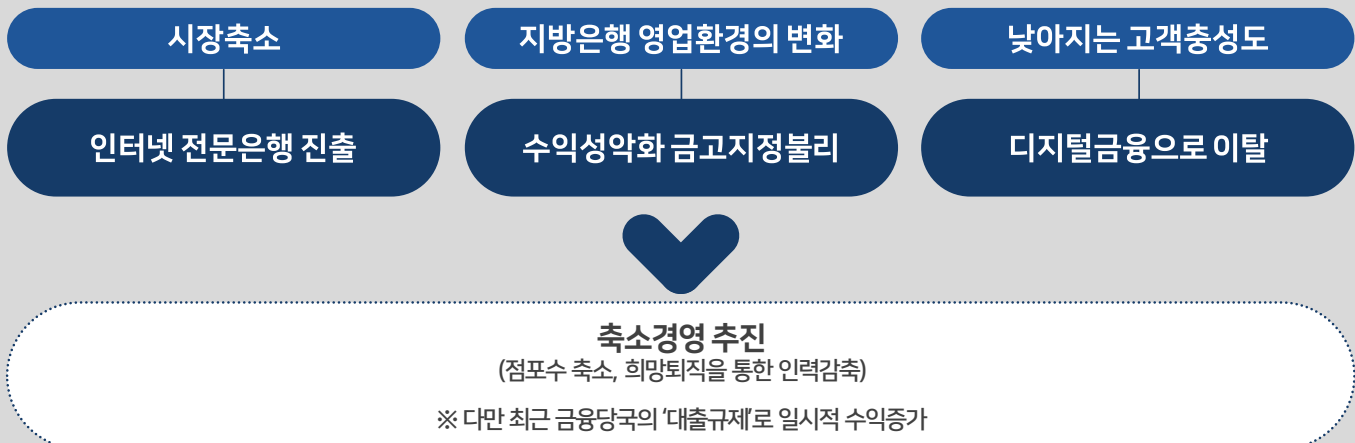 시장축소
지방은행 영업환경의 변화
낮아지는 고객충성도
인터넷 전문은행 진출
수익성악화 금고지정불리
디지털금융으로 이탈
축소경영 추진
(점포수 축소, 희망퇴직을 통한 인력감축)
※ 다만 최근 금융당국의 ‘대출규제’로 일시적 수익증가